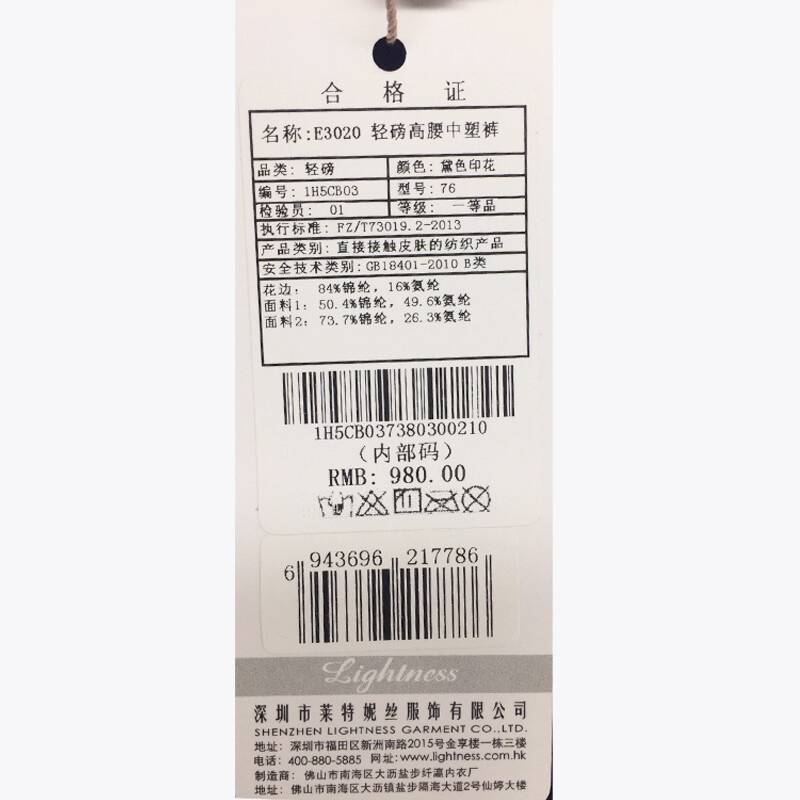 合 格 证
名称:E3020 轻磅高腰中塑裤
品类: 轻磅 颜色: 黛色印花
编号: 1H5CB03 型号: 76
检验员: 01 等级: 一等品
执行标准: FZ/T73019.2-2013
产品类别: 直接接触皮肤的纺织产品
安全技术类别: GB18401-2010 B类
花边: 84%锦纶, 16%氨纶
面料1: 50.4%锦纶, 49.6%氨纶
面料2: 73.7%锦纶, 26.3%氨纶
1H5CB037380300210
(内部码)
RMB: 980.00
6 943696 217786
Lightness
深圳市莱特妮丝服饰有限公司
SHENZHEN LIGHTNESS GARMENT CO.,LTD.
地址: 深圳市福田区新洲南路2015号金享楼一栋三楼
电话: 400-880-5885 网址: www.lightness.com.hk
制造商: 佛山市南海区大沥盐步纤瀛内衣厂
地址: 佛山市南海区大沥镇盐步隔海大道2号仙婷大楼